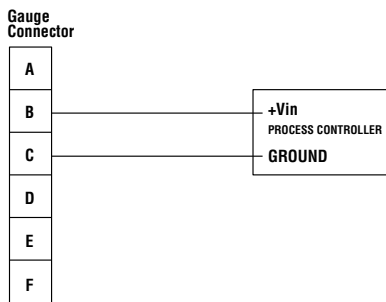 Gauge
Connector
A
B
C
D
E
F
+Vin
PROCESS CONTROLLER
GROUND